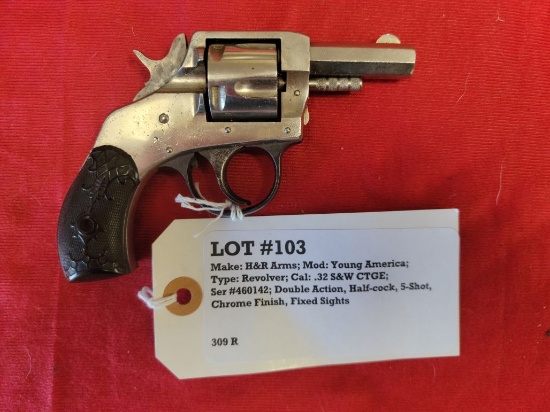 LOT #103
Make: H&R Arms; Mod: Young America;
Type: Revolver; Cal: .32 S&W CTGE;
Ser #460142; Double Action, Half-cock, 5-Shot,
Chrome Finish, Fixed Sights
309 R